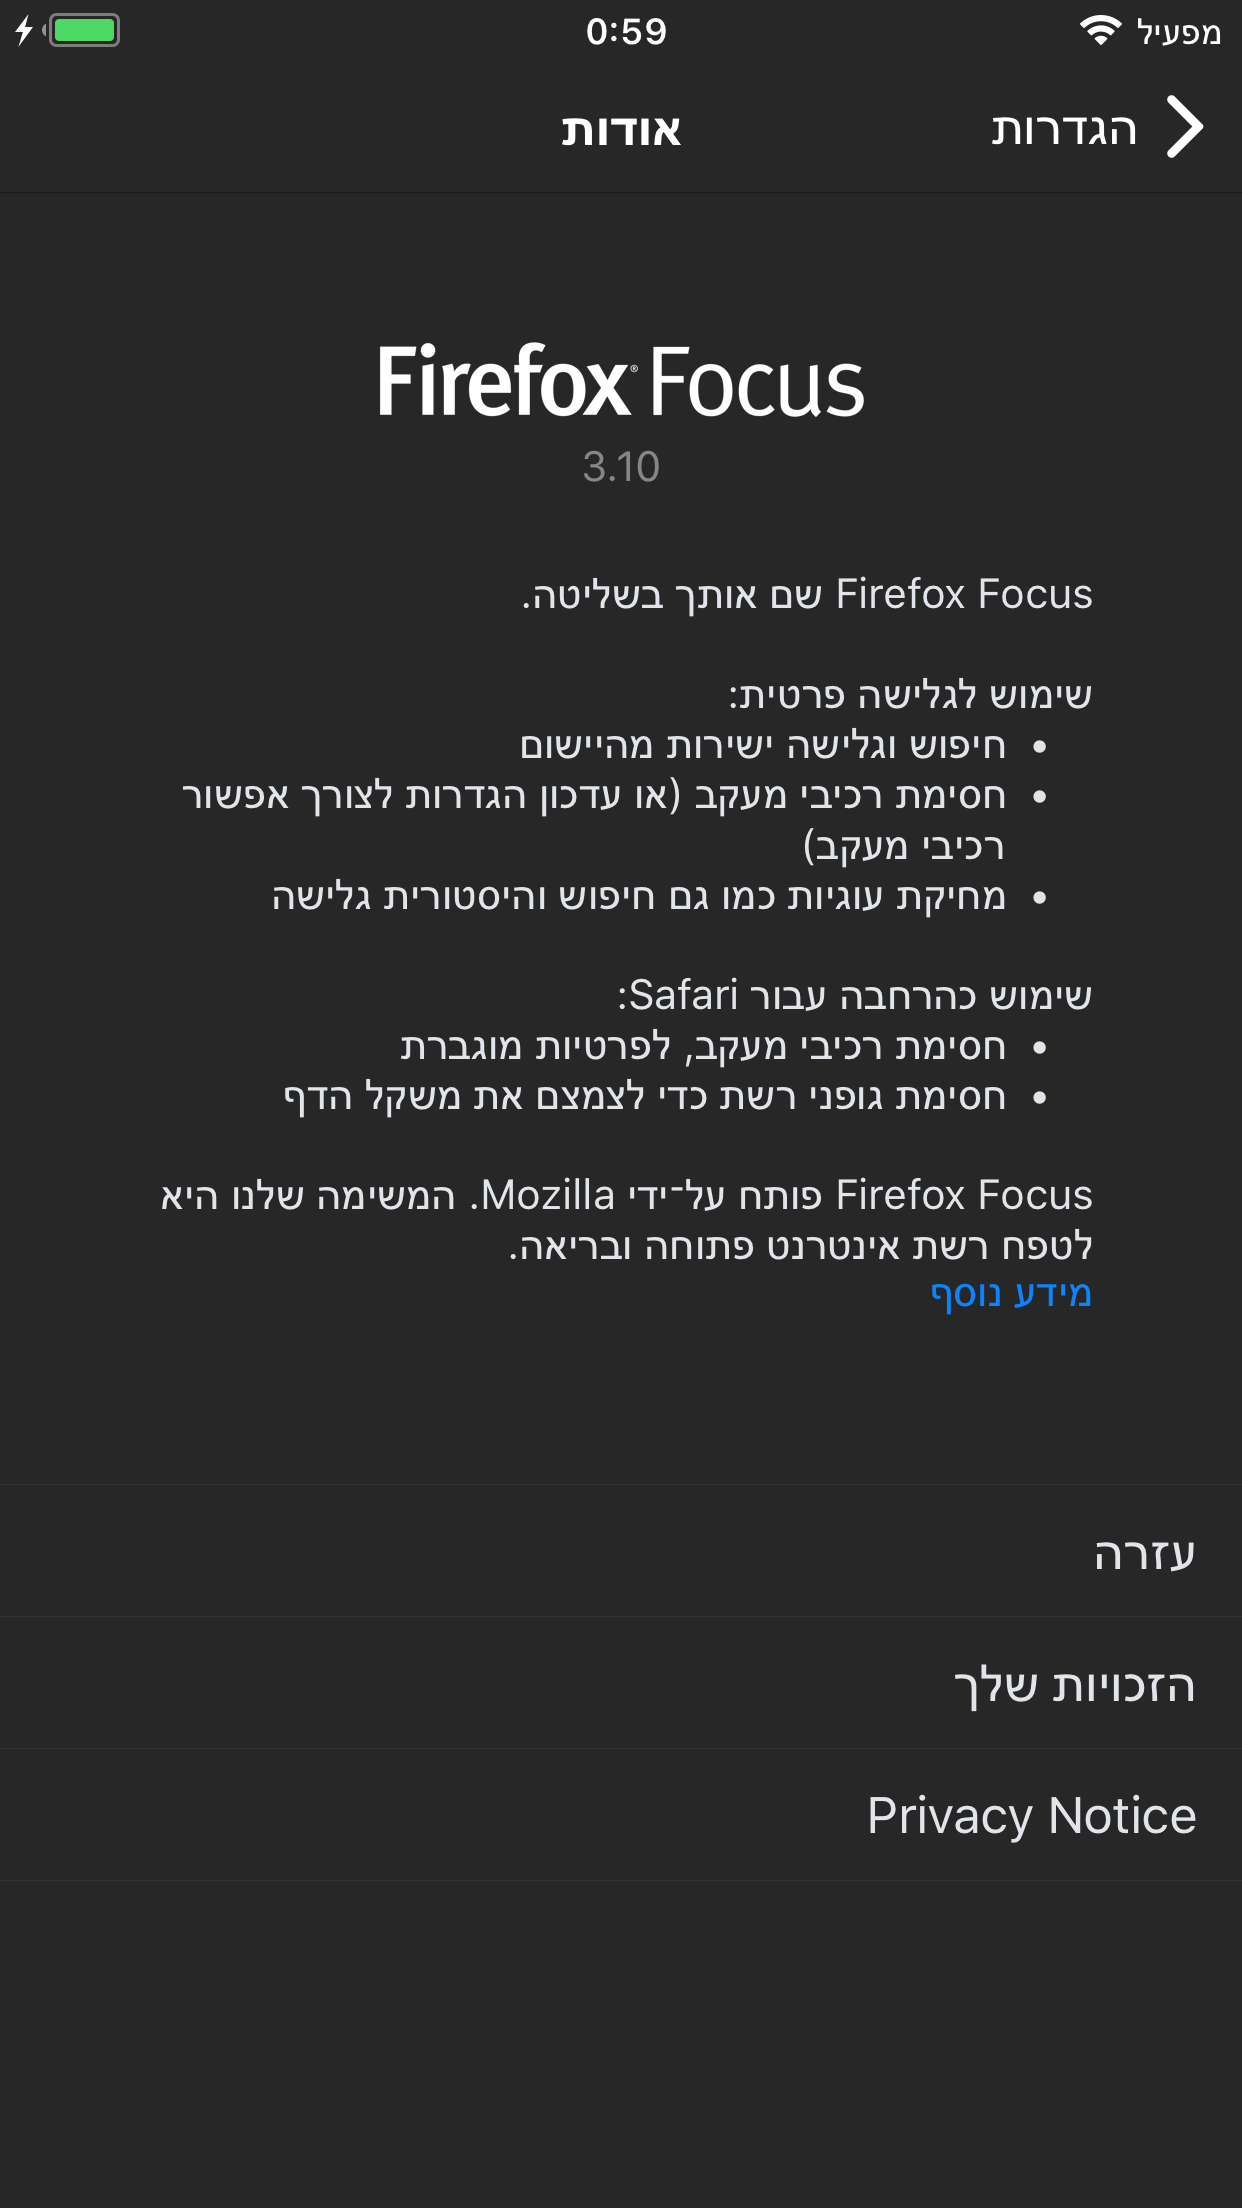 מפעיל
0:59
הגדרות
אודות
Firefox® Focus
3.10
Firefox Focus שם אותך בשליטה.
שימוש לגלישה פרטית:
• חיפוש וגלישה ישירות מהיישום
• חסימת רכיבי מעקב (או עדכון הגדרות לצורך אפשור
רכיבי מעקב)
• מחיקת עוגיות כמו גם חיפוש והיסטורית גלישה
שימוש כהרחבה עבור Safari:
• חסימת רכיבי מעקב, לפרטיות מוגברת
• חסימת גופני רשת כדי לצמצם את משקל הדף
Firefox Focus פותח על־ידי Mozilla. המשימה שלנו היא
לטפח רשת אינטרנט פתוחה ובריאה.
מידע נוסף
עזרה
הזכויות שלך
Privacy Notice